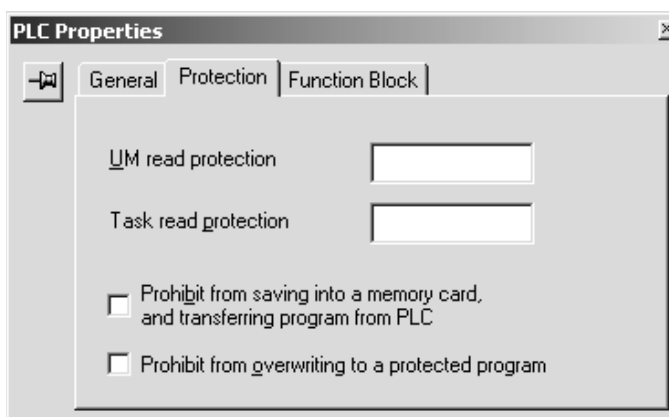 PLC Properties
General Protection Function Block
UM read protection
Task read protection
Prohibit from saving into a memory card,
and transferring program from PLC
Prohibit from overwriting to a protected program